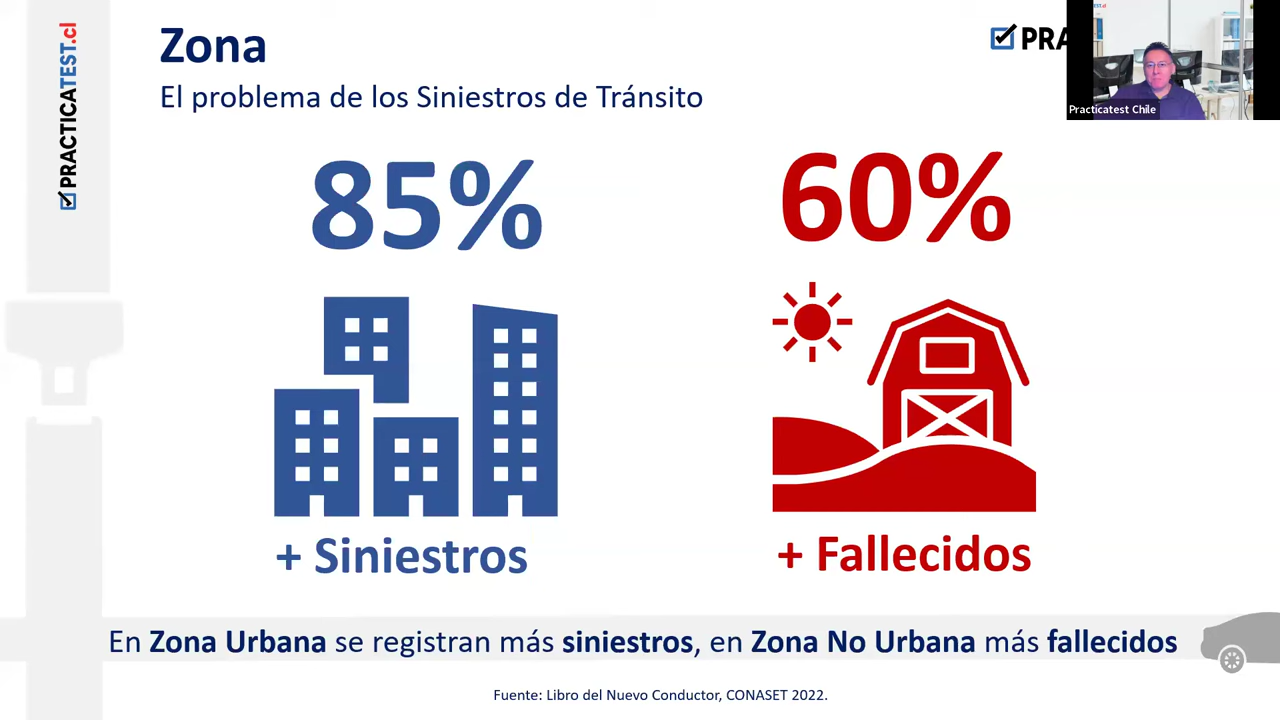 PRACTICATEST.cl
Zona
El problema de los Siniestros de Tránsito
PRA
Practicatest Chile
85%
60%
+ Siniestros
+ Fallecidos
En Zona Urbana se registran más siniestros, en Zona No Urbana más fallecidos
Fuente: Libro del Nuevo Conductor, CONASET 2022.